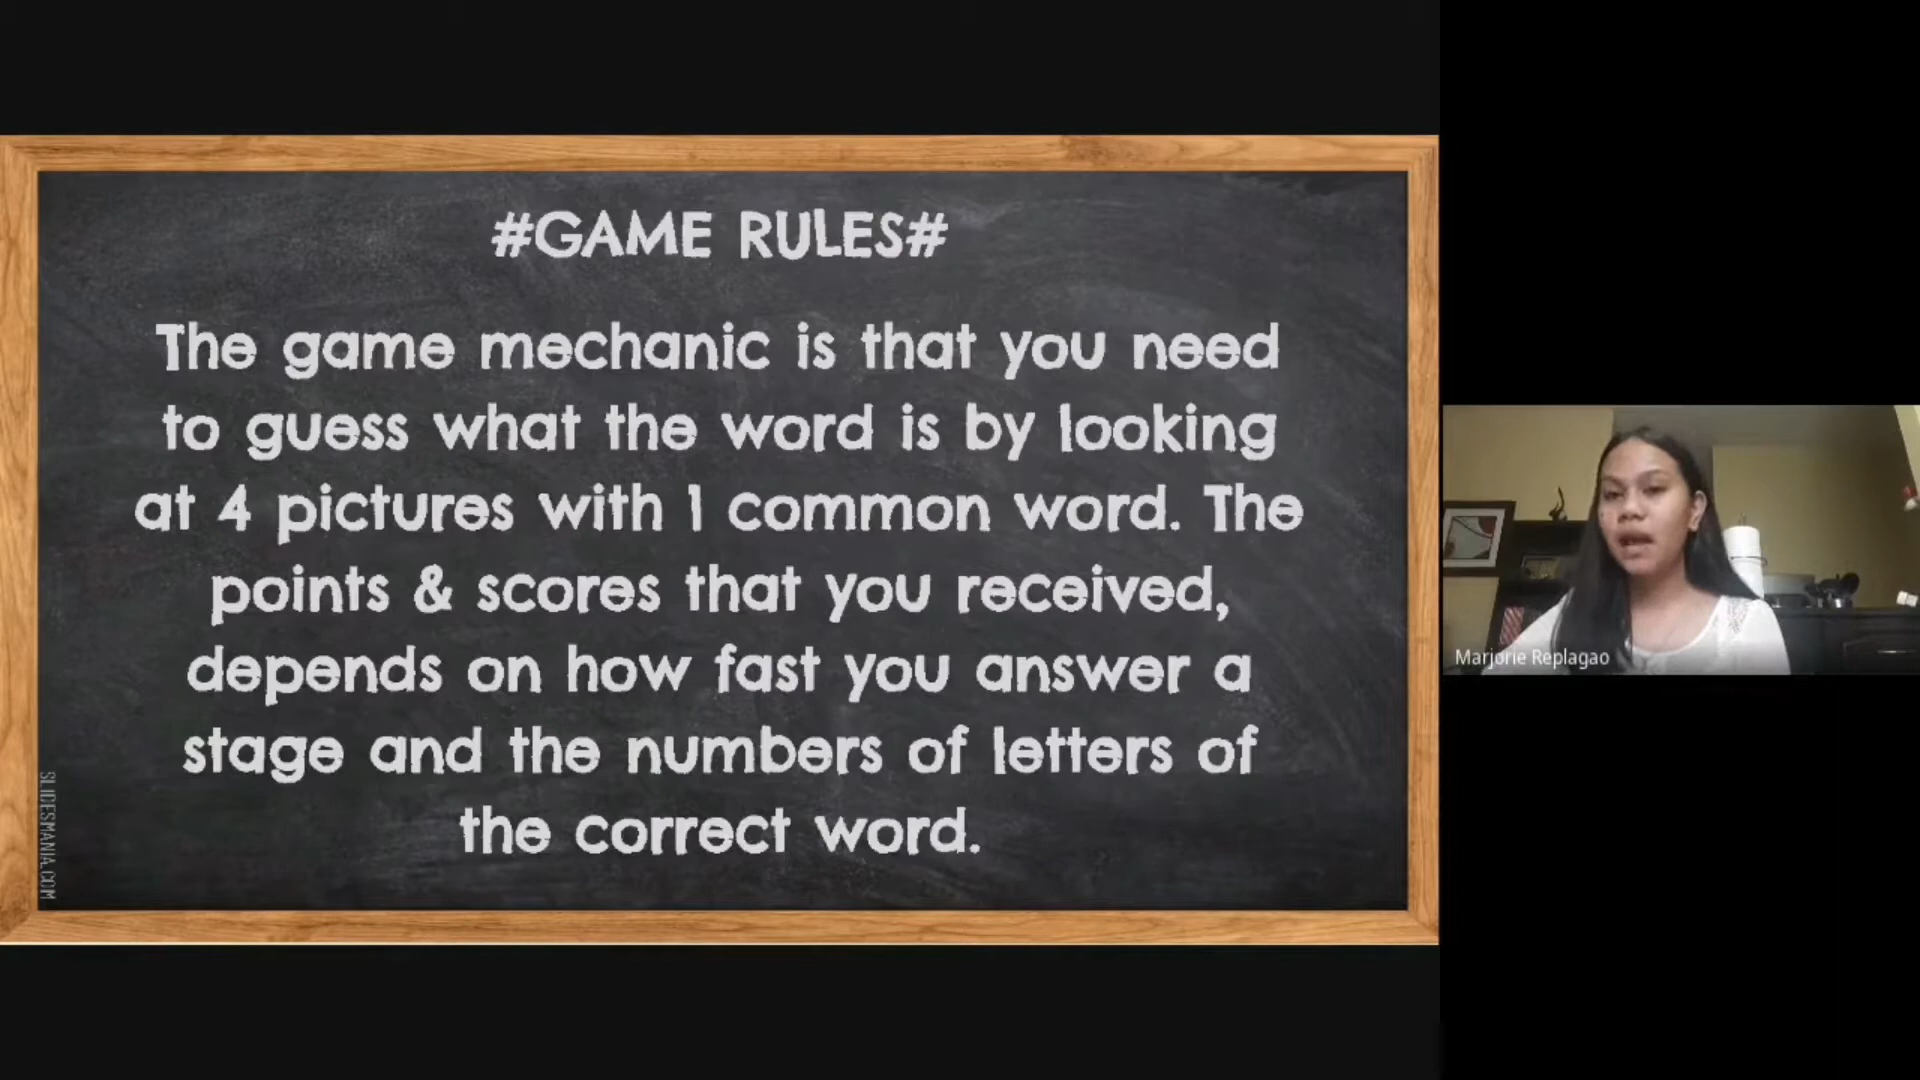 #GAME RULES#
The game mechanic is that you need
to guess what the word is by looking
at 4 pictures with 1 common word. The
points & scores that you received,
depends on how fast you answer a
stage and the numbers of letters of
the correct word.
SLIDESMANIA.COM
Marjorie Replagao